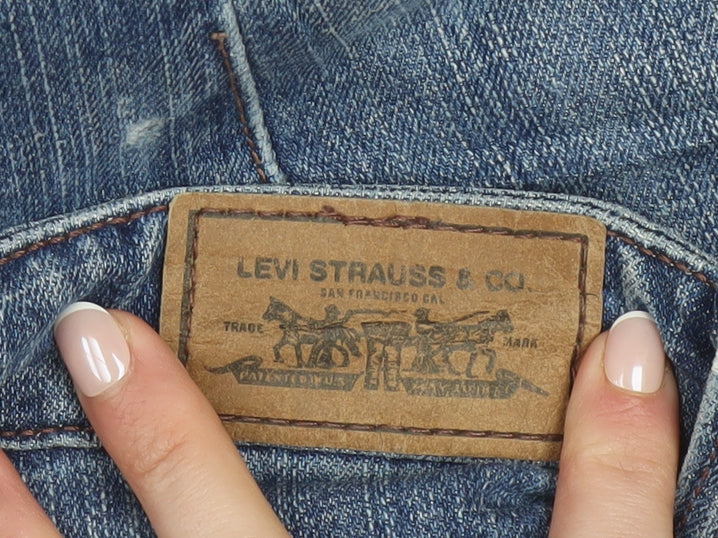 LEVI STRAUSS & CO.
SAN FRANCISCO CAL
TRADE MARK